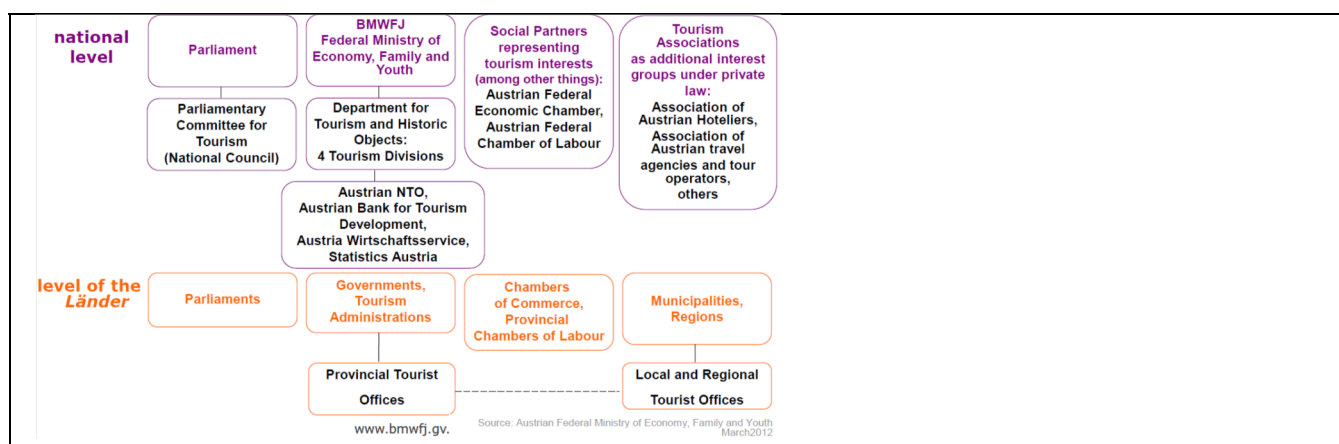 national
level
Parliament
BMWFJ
Federal Ministry of
Economy, Family and
Youth
Social Partners
representing
tourism interests
(among other things):
Austrian Federal
Economic Chamber,
Austrian Federal
Chamber of Labour
Tourism
Associations
as additional interest
groups under private
law:
Association of
Austrian Hoteliers,
Association of
Austrian travel
agencies and tour
operators,
others
Parliamentary
Committee for
Tourism
(National Council)
Department for
Tourism and Historic
Objects:
4 Tourism Divisions
Austrian NTO,
Austrian Bank for Tourism
Development,
Austria Wirtschaftsservice,
Statistics Austria
level of the
Länder
Parliaments
Governments,
Tourism
Administrations
Chambers
of Commerce,
Provincial
Chambers of Labour
Municipalities,
Regions
Provincial Tourist
Offices
Local and Regional
Tourist Offices
www.bmwfj.gv.
Source: Austrian Federal Ministry of Economy, Family and Youth
March2012